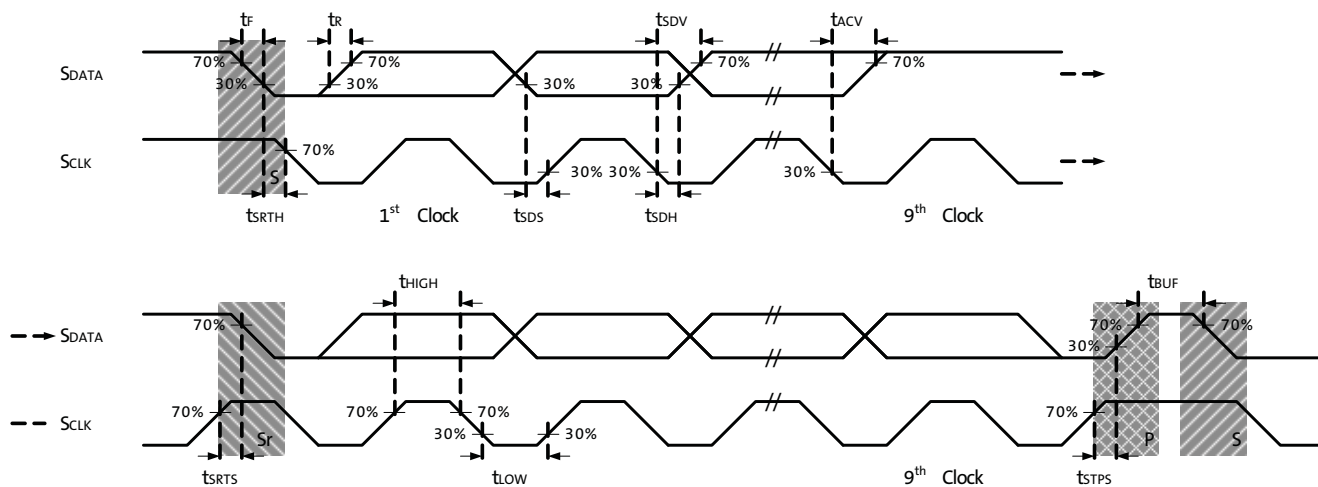 tF tR tSDV tACV
70% 70% 70% 70%
SDATA
30% 30% 30% 30%
70%
SCLK
30% 30% 30%
S
tSRTH 1st Clock tSDS tSDH 9th Clock
tHIGH tBUF
70% 70% 70%
SDATA
30%
70% 70% 70% 70%
SCLK
30% 30%
Sr P S
tSRTS tLOW 9th Clock tSTPS